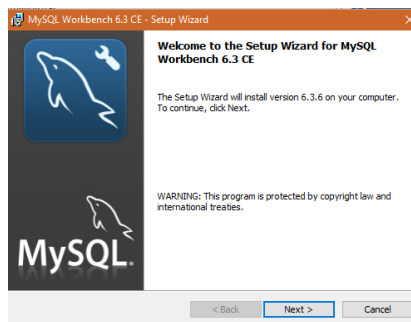 MySQL Workbench 6.3 CE - Setup Wizard
Welcome to the Setup Wizard for MySQL
Workbench 6.3 CE
The Setup Wizard will install version 6.3.6 on your computer.
To continue, click Next.
WARNING: This program is protected by copyright law and
international treaties.
MySQL.
< Back
Next >
Cancel